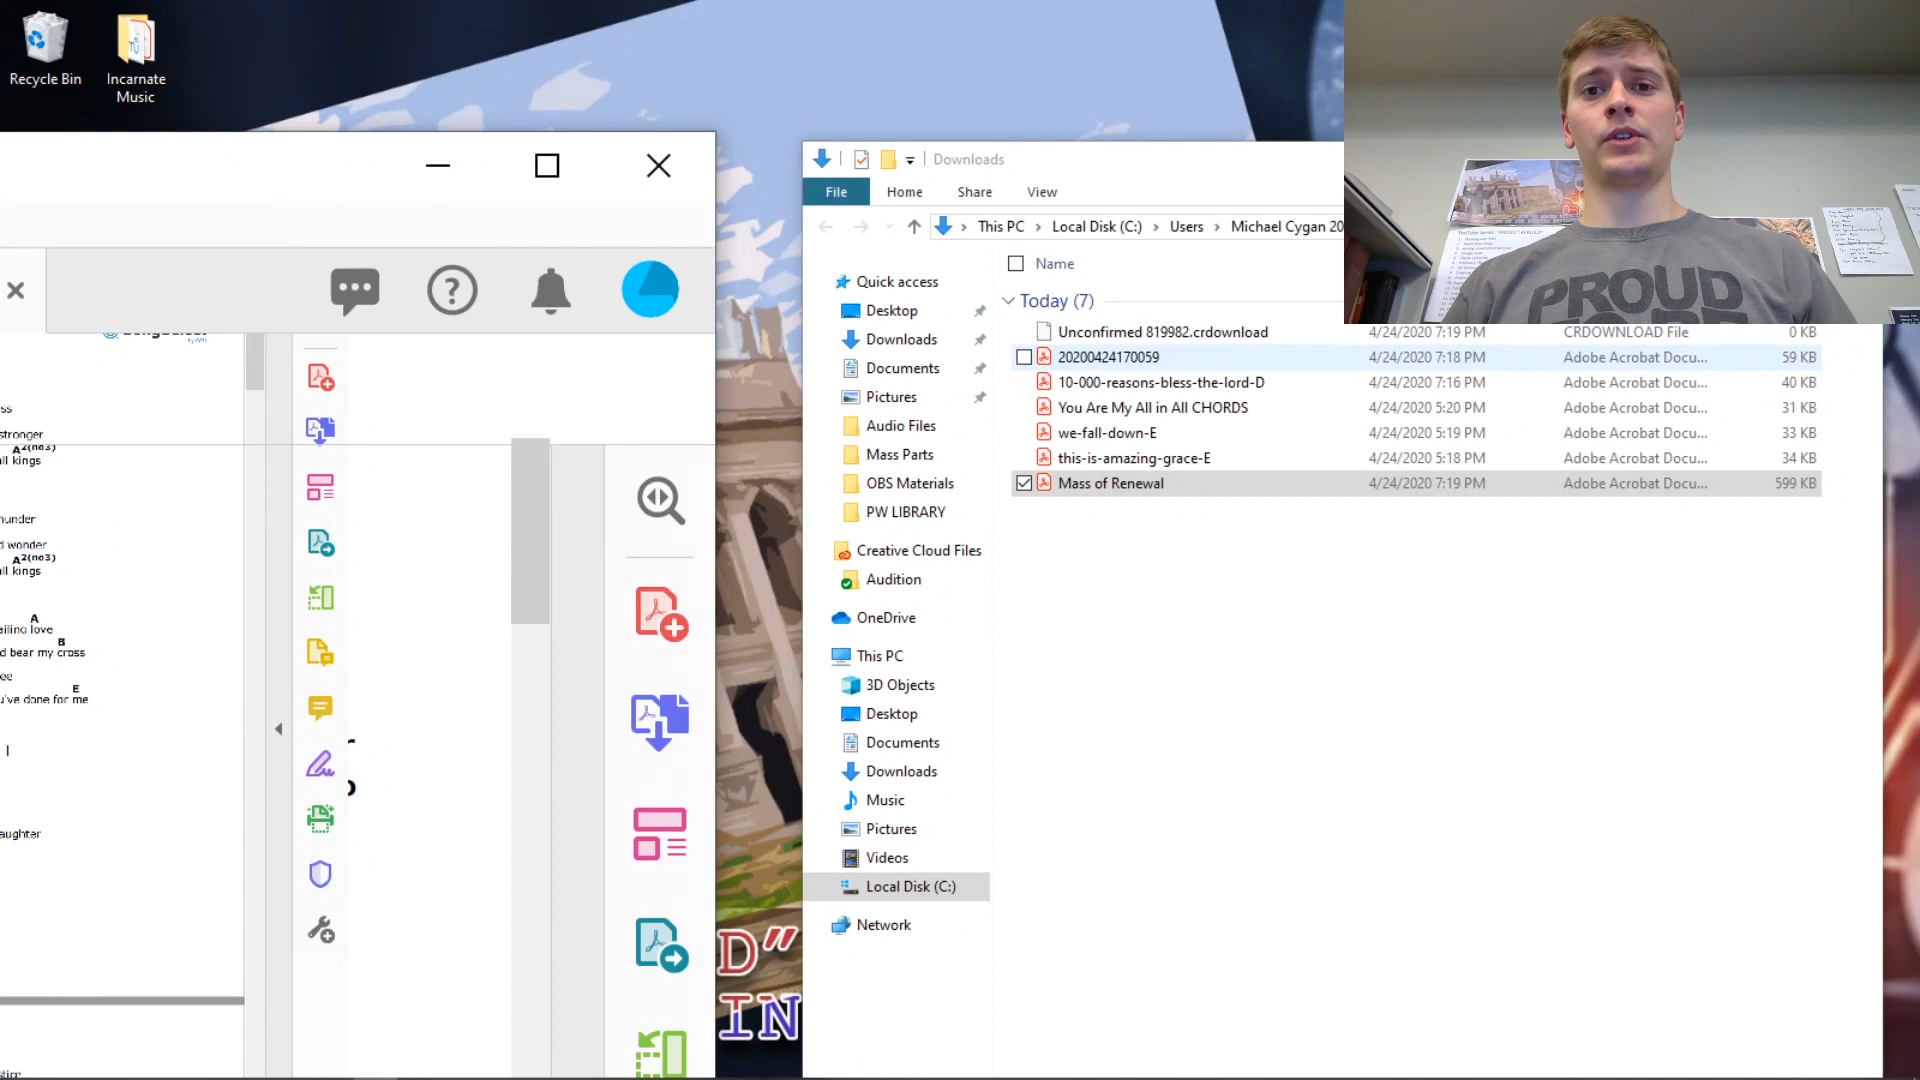 Recycle Bin
Incarnate
Music
ss
stronger
A2(no3)
ll kings
hunder
d wonder
A2(no3)
ll kings
A
ailing love
B
d bear my cross
ee
E
u've done for me
aughter
D"
IN
Downloads
File Home Share View
This PC Local Disk (C:) Users Michael Cygan 20
Name
Quick access
Desktop
Downloads
Documents
Pictures
Audio Files
Mass Parts
OBS Materials
PW LIBRARY
Creative Cloud Files
Audition
OneDrive
This PC
3D Objects
Desktop
Documents
Downloads
Music
Pictures
Videos
Local Disk (C:)
Network
Today (7)
Unconfirmed 819982.crdownload 4/24/2020 7:19 PM CRDOWNLOAD File 0 KB
20200424170059 4/24/2020 7:18 PM Adobe Acrobat Docu... 59 KB
10-000-reasons-bless-the-lord-D 4/24/2020 7:16 PM Adobe Acrobat Docu... 40 KB
You Are My All in All CHORDS 4/24/2020 5:20 PM Adobe Acrobat Docu... 31 KB
we-fall-down-E 4/24/2020 5:19 PM Adobe Acrobat Docu... 33 KB
this-is-amazing-grace-E 4/24/2020 5:18 PM Adobe Acrobat Docu... 34 KB
Mass of Renewal 4/24/2020 7:19 PM Adobe Acrobat Docu... 599 KB
PROUD